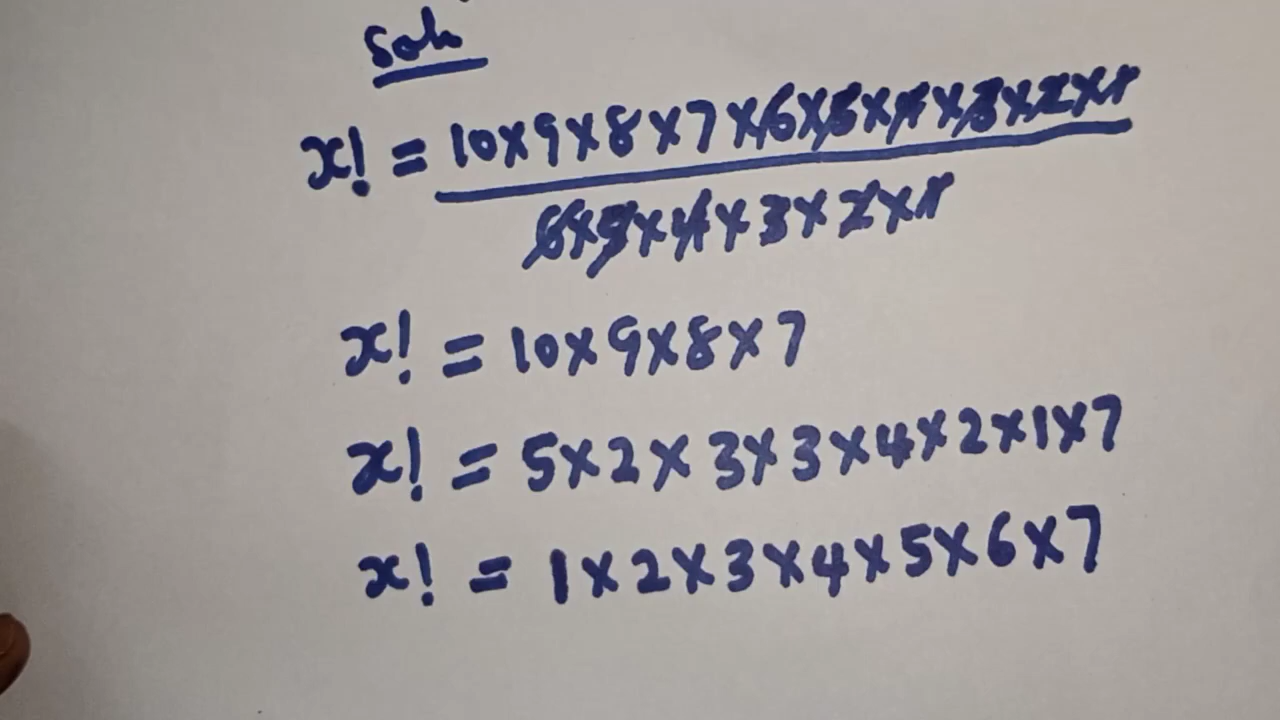 Soln
x! = 10×9×8×7×6×5×4×3×2×1
6×5×4×3×2×1
x! = 10×9×8×7
x! = 5×2×3×3×4×2×1×7
x! = 1×2×3×4×5×6×7